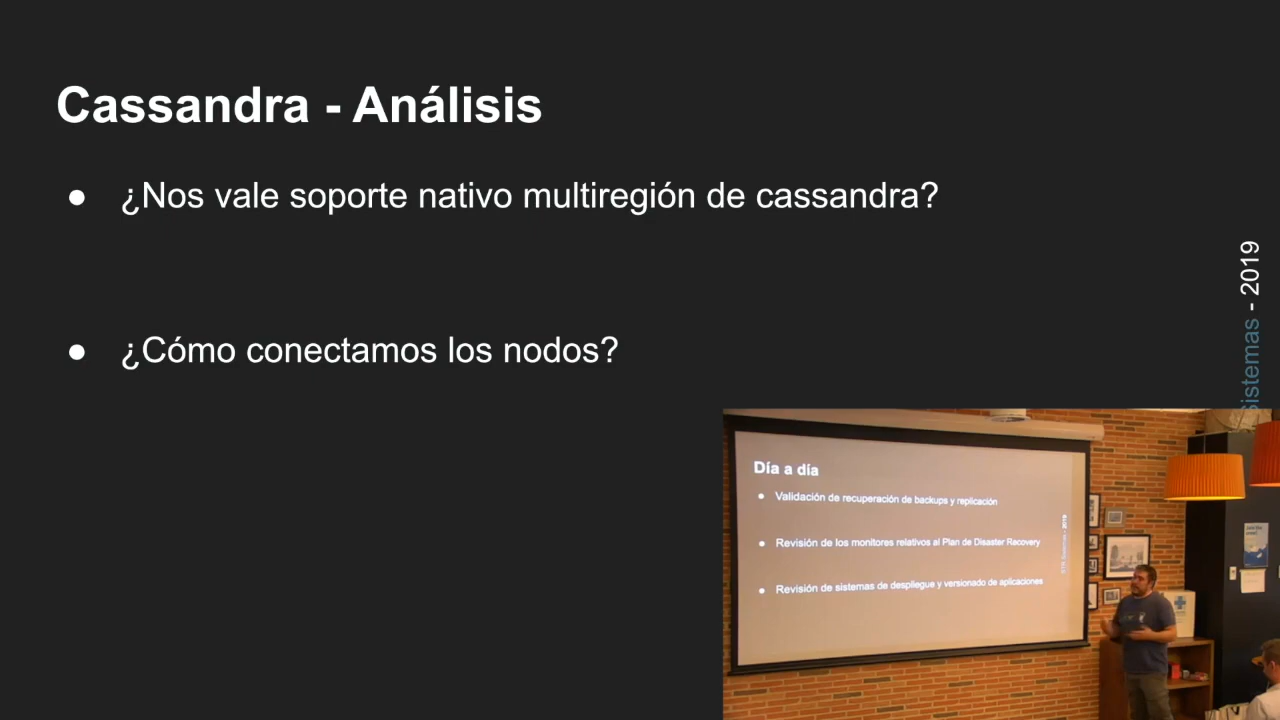 Cassandra - Análisis
● ¿Nos vale soporte nativo multiregión de cassandra?
● ¿Cómo conectamos los nodos?
Sistemas - 2019
Día a día
● Validación de recuperación de backups y replicación
● Revisión de los monitores relativos al Plan de Disaster Recovery
● Revisión de sistemas de despliegue y versionado de aplicaciones
Sistemas - 2019